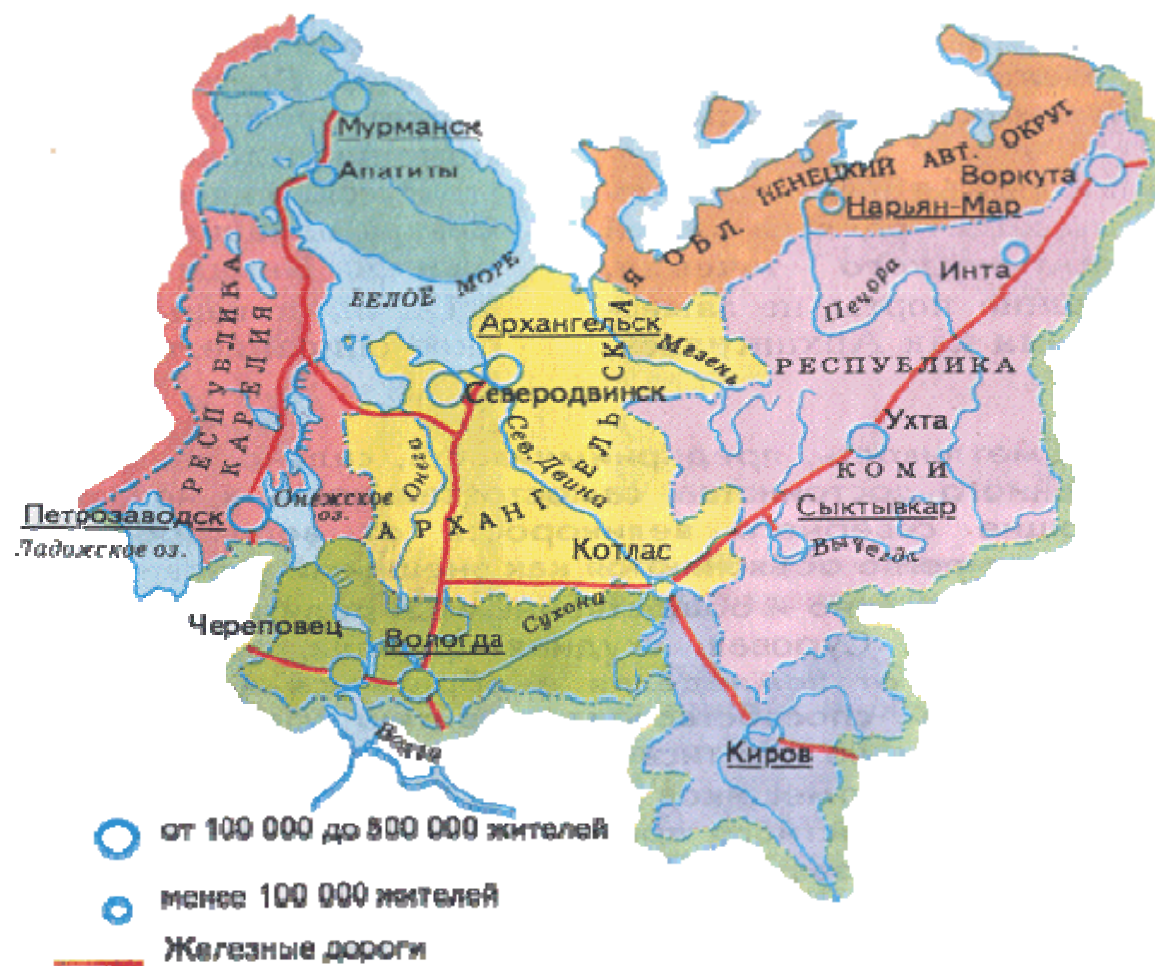 Мурманск
Апатиты
НЕНЕЦКИЙ АВТ. ОКРУГ
Воркута
Нарьян-Мар
Инта
Печора
РЕСПУБЛИКА
КАРЕЛИЯ
БЕЛОЕ МОРЕ
Архангельск
Мезень
РЕСПУБЛИКА
КОМИ
Северодвинск
Ухта
Сев. Двина
Онега
АРХАНГЕЛЬСКАЯ ОБЛ.
Онежское
оз.
Петрозаводск
Ладожское оз.
Сыктывкар
Вычегда
Котлас
Сухона
Череповец
Вологда
Волга
Киров
от 100 000 до 500 000 жителей
менее 100 000 жителей
Железные дороги